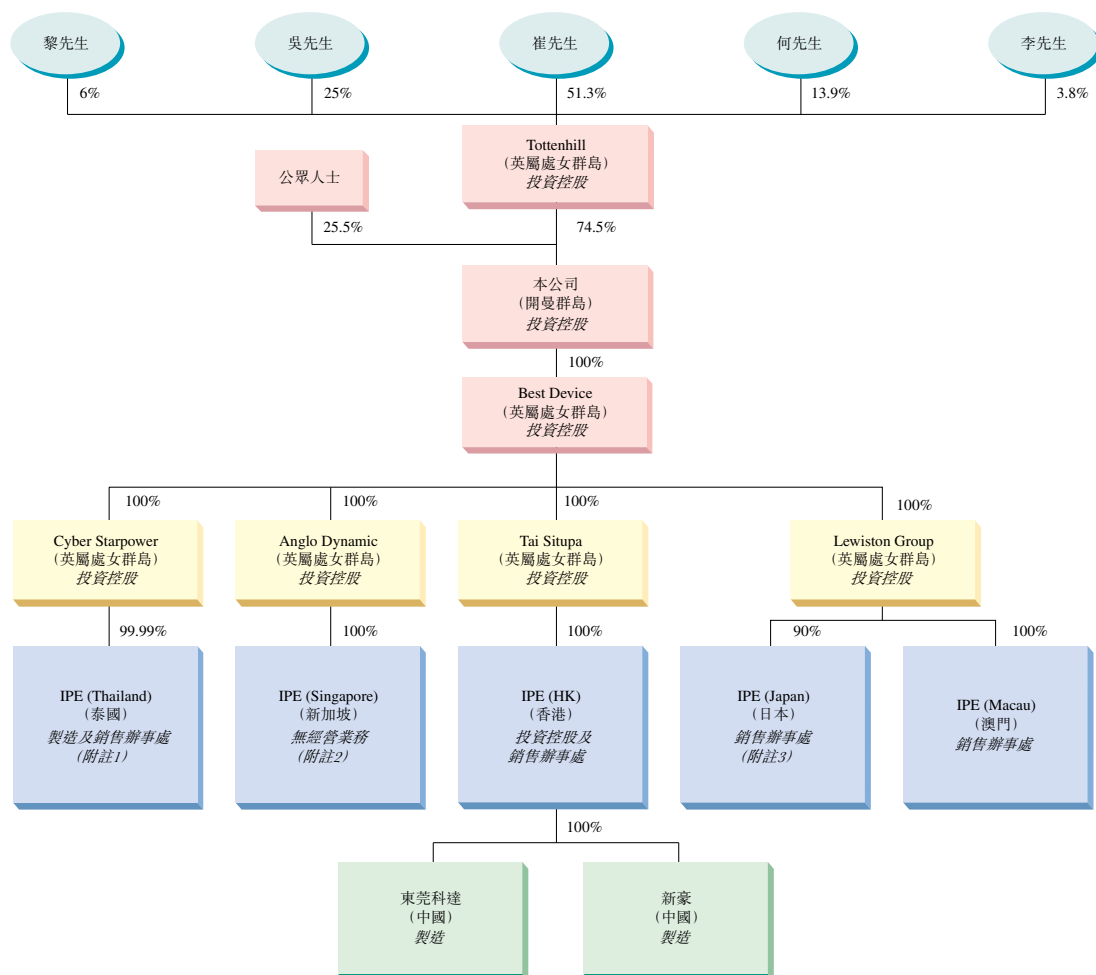 黎先生
吳先生
崔先生
何先生
李先生
6%
25%
51.3%
13.9%
3.8%
Tottenhill
(英屬處女群島)
投資控股
公眾人士
25.5%
74.5%
本公司
(開曼群島)
投資控股
100%
Best Device
(英屬處女群島)
投資控股
100%
100%
100%
100%
Cyber Starpower
(英屬處女群島)
投資控股
Anglo Dynamic
(英屬處女群島)
投資控股
Tai Situpa
(英屬處女群島)
投資控股
Lewiston Group
(英屬處女群島)
投資控股
99.99%
100%
100%
90%
100%
IPE (Thailand)
(泰國)
製造及銷售辦事處
(附註1)
IPE (Singapore)
(新加坡)
無經營業務
(附註2)
IPE (HK)
(香港)
投資控股及
銷售辦事處
IPE (Japan)
(日本)
銷售辦事處
(附註3)
IPE (Macau)
(澳門)
銷售辦事處
100%
東莞科達
(中國)
製造
新豪
(中國)
製造